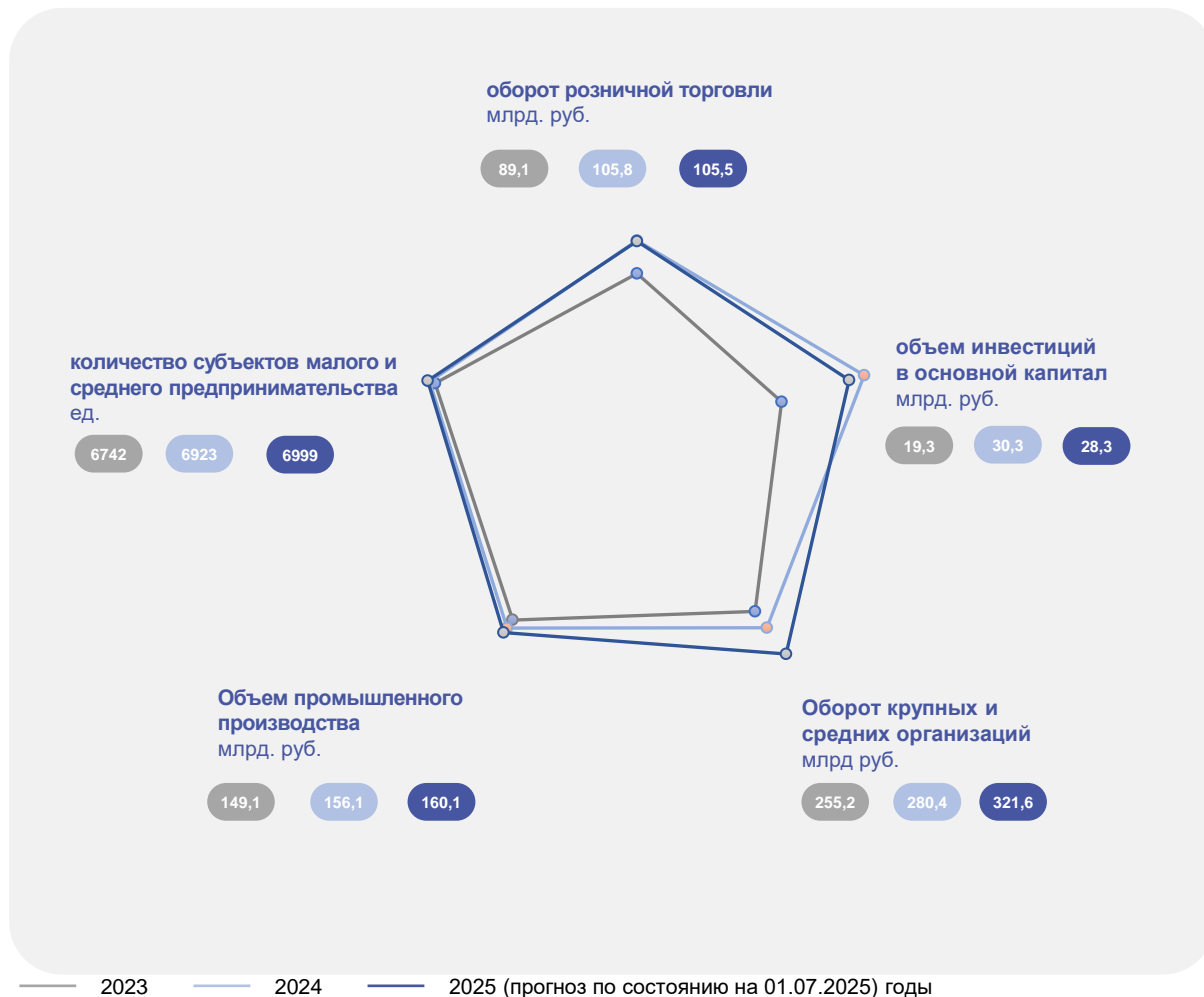 оборот розничной торговли
млрд. руб.
89,1 105,8 105,5
количество субъектов малого и
среднего предпринимательства
ед.
6742 6923 6999
объем инвестиций
в основной капитал
млрд. руб.
19,3 30,3 28,3
Объем промышленного
производства
млрд. руб.
149,1 156,1 160,1
Оборот крупных и
средних организаций
млрд руб.
255,2 280,4 321,6
2023 2024 2025 (прогноз по состоянию на 01.07.2025) годы